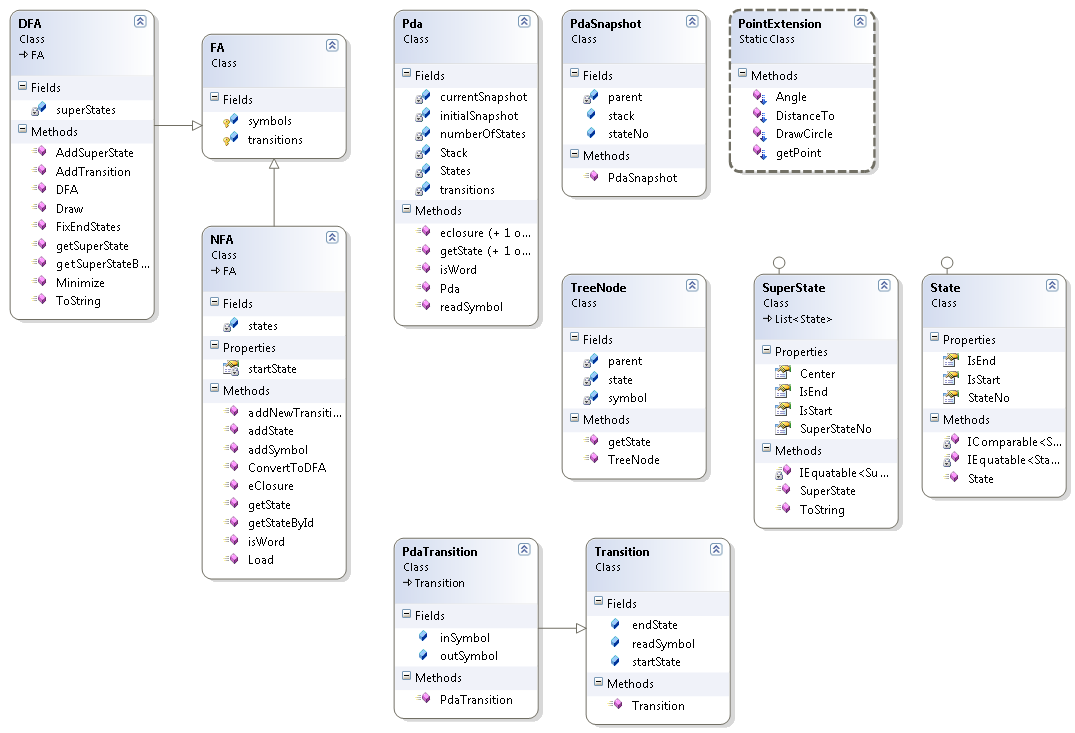 DFA
Class
FA
Fields
superStates
Methods
AddSuperState
AddTransition
DFA
Draw
FixEndStates
getSuperState
getSuperStateB...
Minimize
ToString
FA
Class
Fields
symbols
transitions
NFA
Class
FA
Fields
states
Properties
startState
Methods
addNewTransiti...
addState
addSymbol
ConvertToDFA
eClosure
getState
getStateById
isWord
Load
Pda
Class
Fields
currentSnapshot
initialSnapshot
numberOfStates
Stack
States
transitions
Methods
eclosure (+ 1 o...
getState (+ 1 o...
isWord
Pda
readSymbol
PdaSnapshot
Class
Fields
parent
stack
stateNo
Methods
PdaSnapshot
PointExtension
Static Class
Methods
Angle
DistanceTo
DrawCircle
getPoint
TreeNode
Class
Fields
parent
state
symbol
Methods
getState
TreeNode
SuperState
Class
List<State>
Properties
Center
IsEnd
IsStart
SuperStateNo
Methods
IEquatable<Su...
SuperState
ToString
State
Class
Properties
IsEnd
IsStart
StateNo
Methods
IComparable<S...
IEquatable<Sta...
State
PdaTransition
Class
Transition
Fields
inSymbol
outSymbol
Methods
PdaTransition
Transition
Class
Fields
endState
readSymbol
startState
Methods
Transition